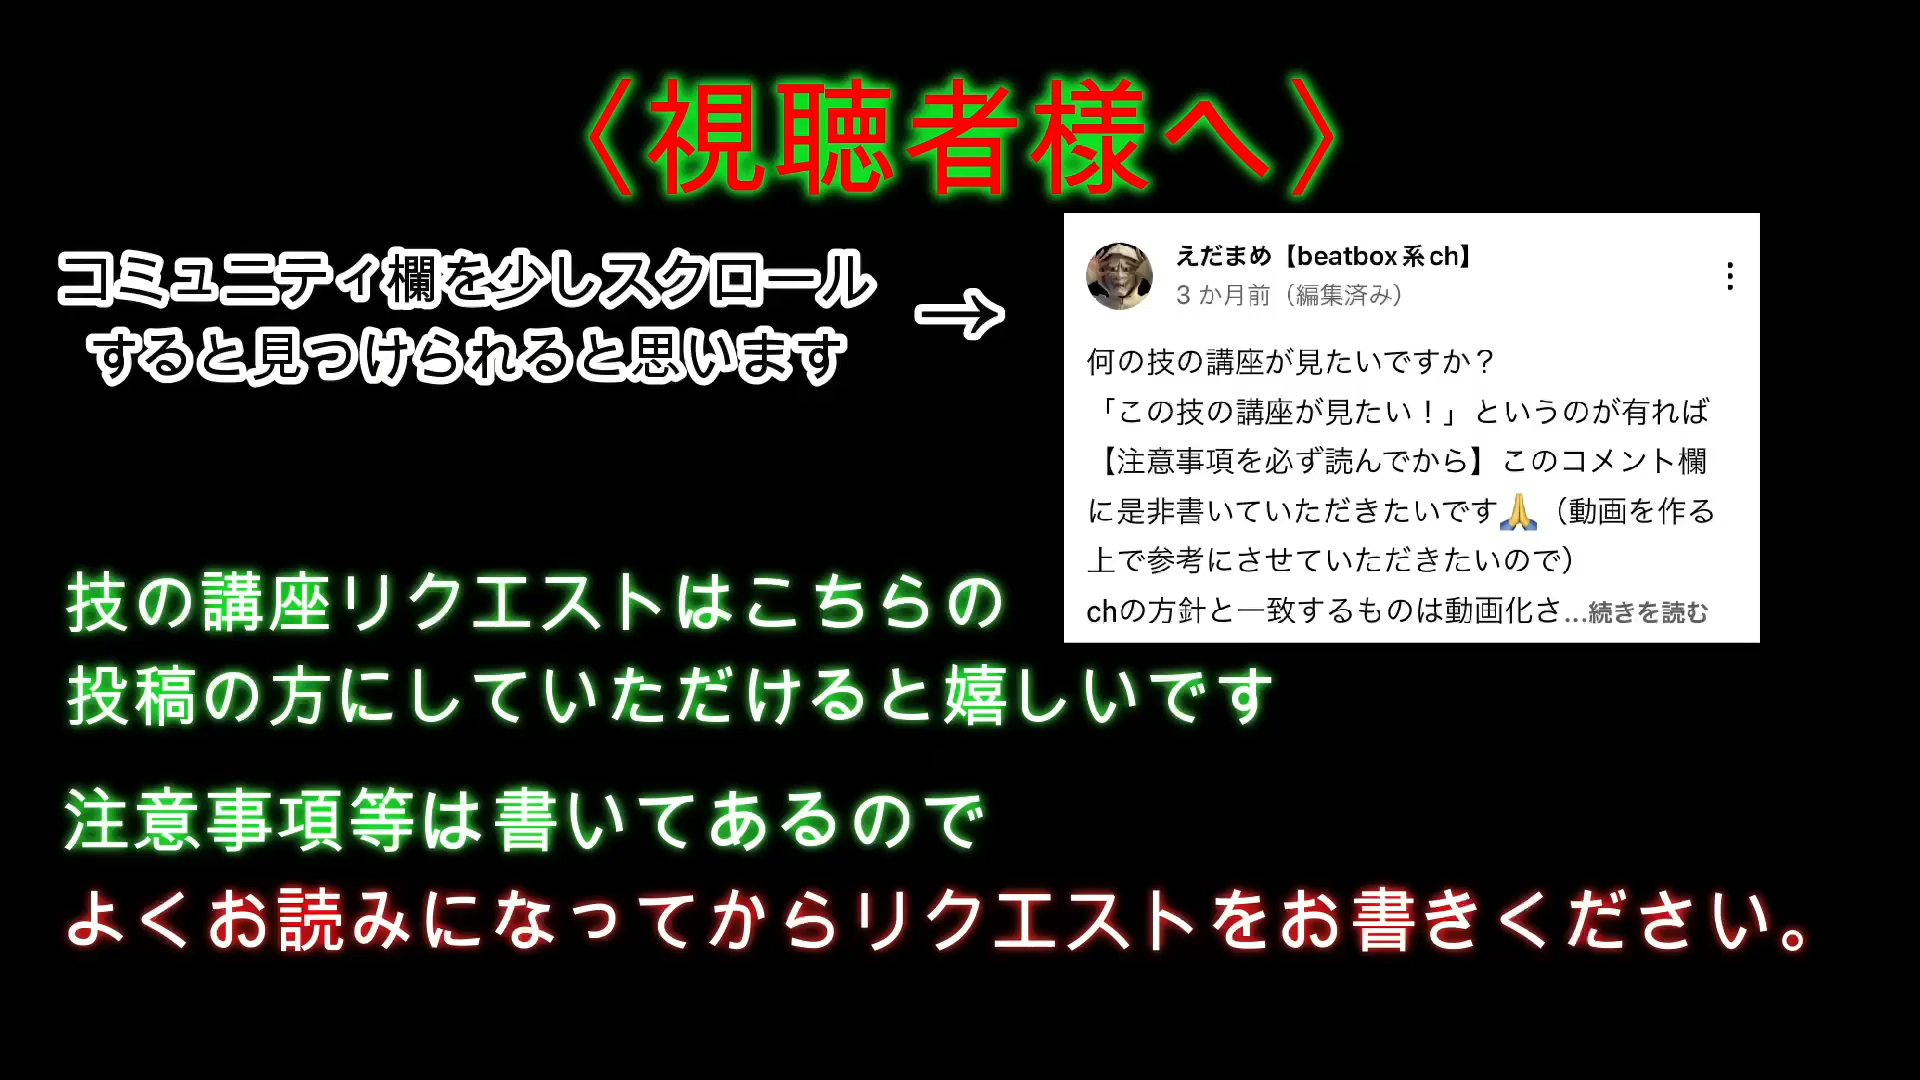 〈視聴者様へ〉
コミュニティ欄を少しスクロール
すると見つけられると思います
→
えだまめ【beatbox系ch】
3 か月前（編集済み）
何の技の講座が見たいですか？
「この技の講座が見たい！」というのが有れば
【注意事項を必ず読んでから】このコメント欄
に是非書いていただきたいです🙏（動画を作る
上で参考にさせていただきたいので）
chの方針と一致するものは動画化さ...続きを読む
技の講座リクエストはこちらの
投稿の方にしていただけると嬉しいです
注意事項等は書いてあるので
よくお読みになってからリクエストをお書きください。